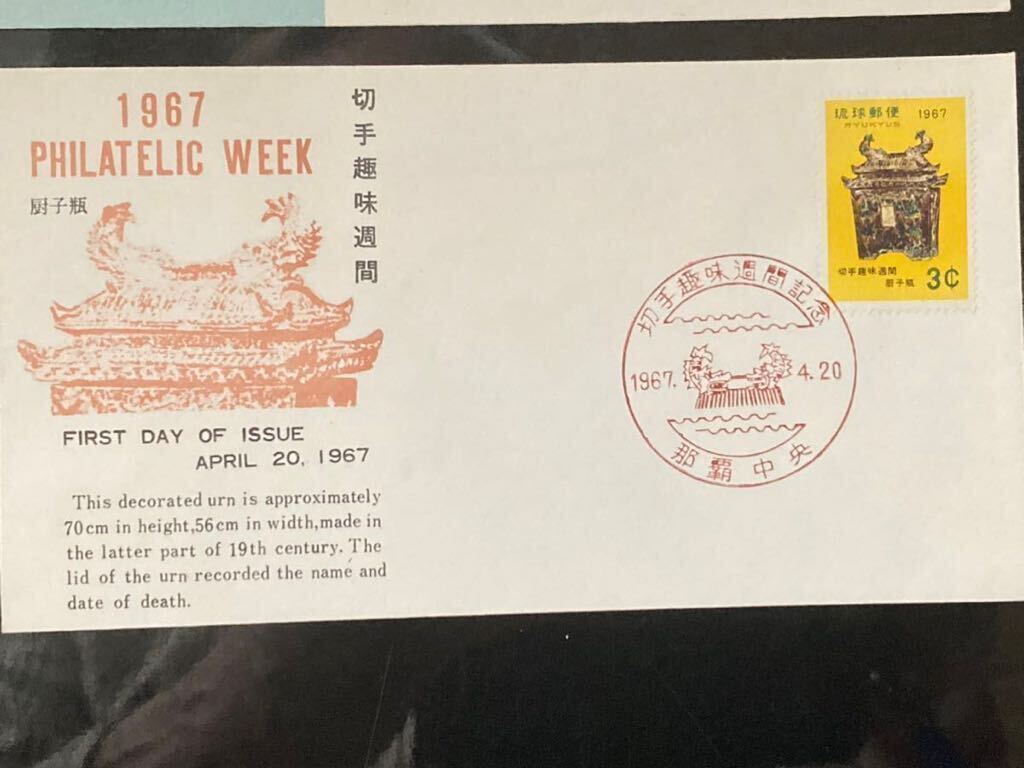 1967
PHILATELIC WEEK
厨子瓶
切手趣味週間
FIRST DAY OF ISSUE
APRIL 20, 1967
This decorated urn is approximately
70cm in height,56cm in width,made in
the latter part of 19th century. The
lid of the urn recorded the name and
date of death.
琉球郵便 1967
RYUKYUS
切手趣味週間
厨子瓶 3¢
切手趣味週間記念
1967. 4.20
那覇中央